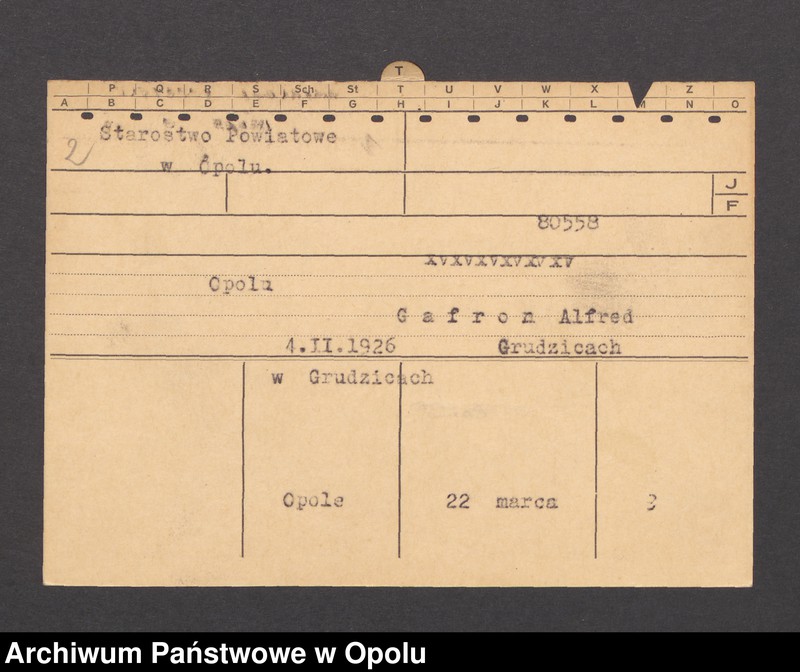 T
P Q R S Sch St T U V W X Z
A B C D E F G H I J K L M N O
2
Starostwo Powiatowe
w Opolu.
J
F
80558
xvxvxvxvxvxv
Opolu
G a f r o n Alfred
4.II.1926 Grudzicach
w Grudzicach
Opole 22 marca
Archiwum Państwowe w Opolu